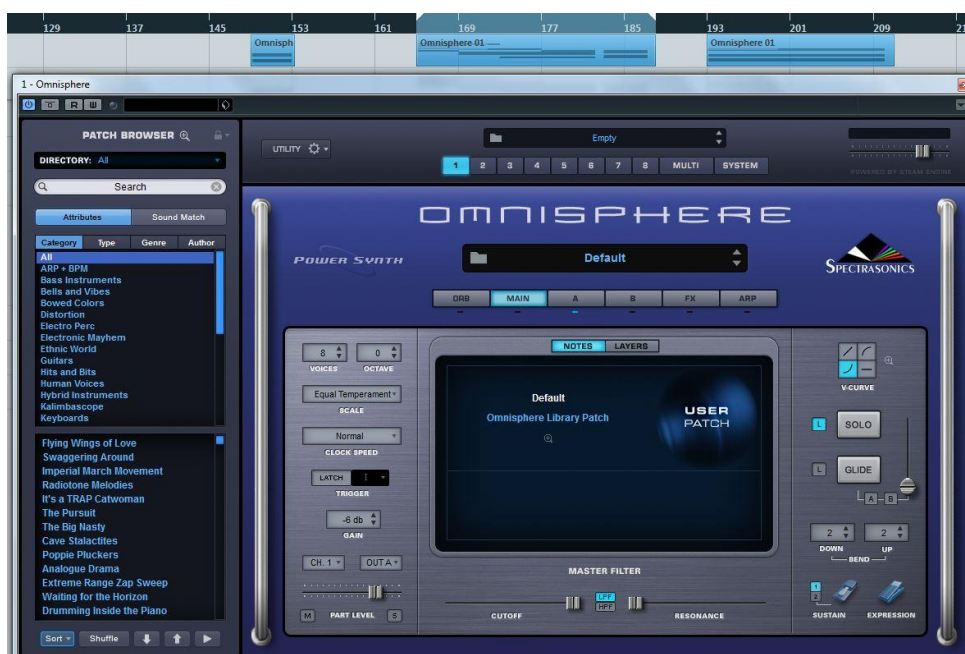 129 137 145 153 161 169 177 185 193 201 209
Omnisph Omnisphere 01 Omnisphere 01
1 - Omnisphere
R W
PATCH BROWSER
DIRECTORY: All
Search
Attributes Sound Match
Category Type Genre Author
All
ARP + BPM
Bass Instruments
Bells and Vibes
Bowed Colors
Distortion
Electro Perc
Electronic Mayhem
Ethnic World
Guitars
Hits and Bits
Human Voices
Hybrid Instruments
Kalimbascope
Keyboards
Flying Wings of Love
Swaggering Around
Imperial March Movement
Radiotone Melodies
It's a TRAP Catwoman
The Pursuit
The Big Nasty
Cave Stalactites
Poppie Pluckers
Analogue Drama
Extreme Range Zap Sweep
Waiting for the Horizon
Drumming Inside the Piano
Sort Shuffle
UTILITY
Empty
1 2 3 4 5 6 7 8 MULTI SYSTEM
POWERED BY STEAM ENGINE
OMNISPHERE
POWER SYNTH
Default
SPECTRASONICS
ORB MAIN A B FX ARP
8 0
VOICES OCTAVE
Equal Temperament
SCALE
Normal
CLOCK SPEED
LATCH
TRIGGER
-6 db
GAIN
CH. 1 OUT A
M PART LEVEL S
NOTES LAYERS
Default
Omnisphere Library Patch
USER
PATCH
MASTER FILTER
LPF
HPF
CUTOFF RESONANCE
V-CURVE
L SOLO
L GLIDE
A B
2 2
DOWN UP
BEND
1
2
SUSTAIN EXPRESSION